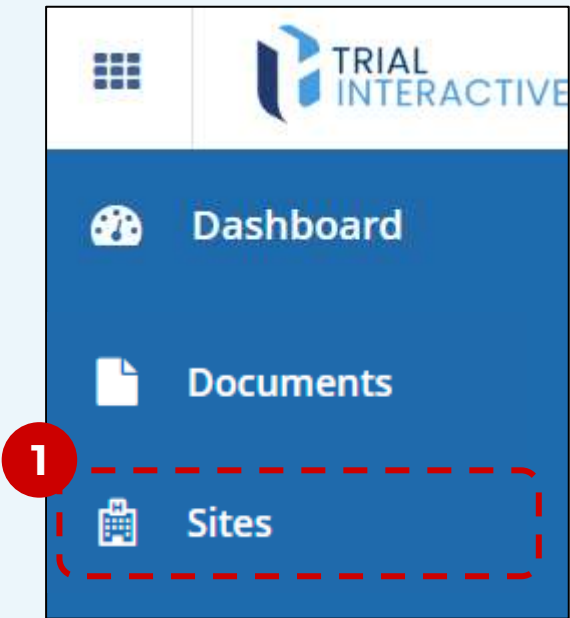 TRIAL
INTERACTIVE
Dashboard
Documents
1
Sites